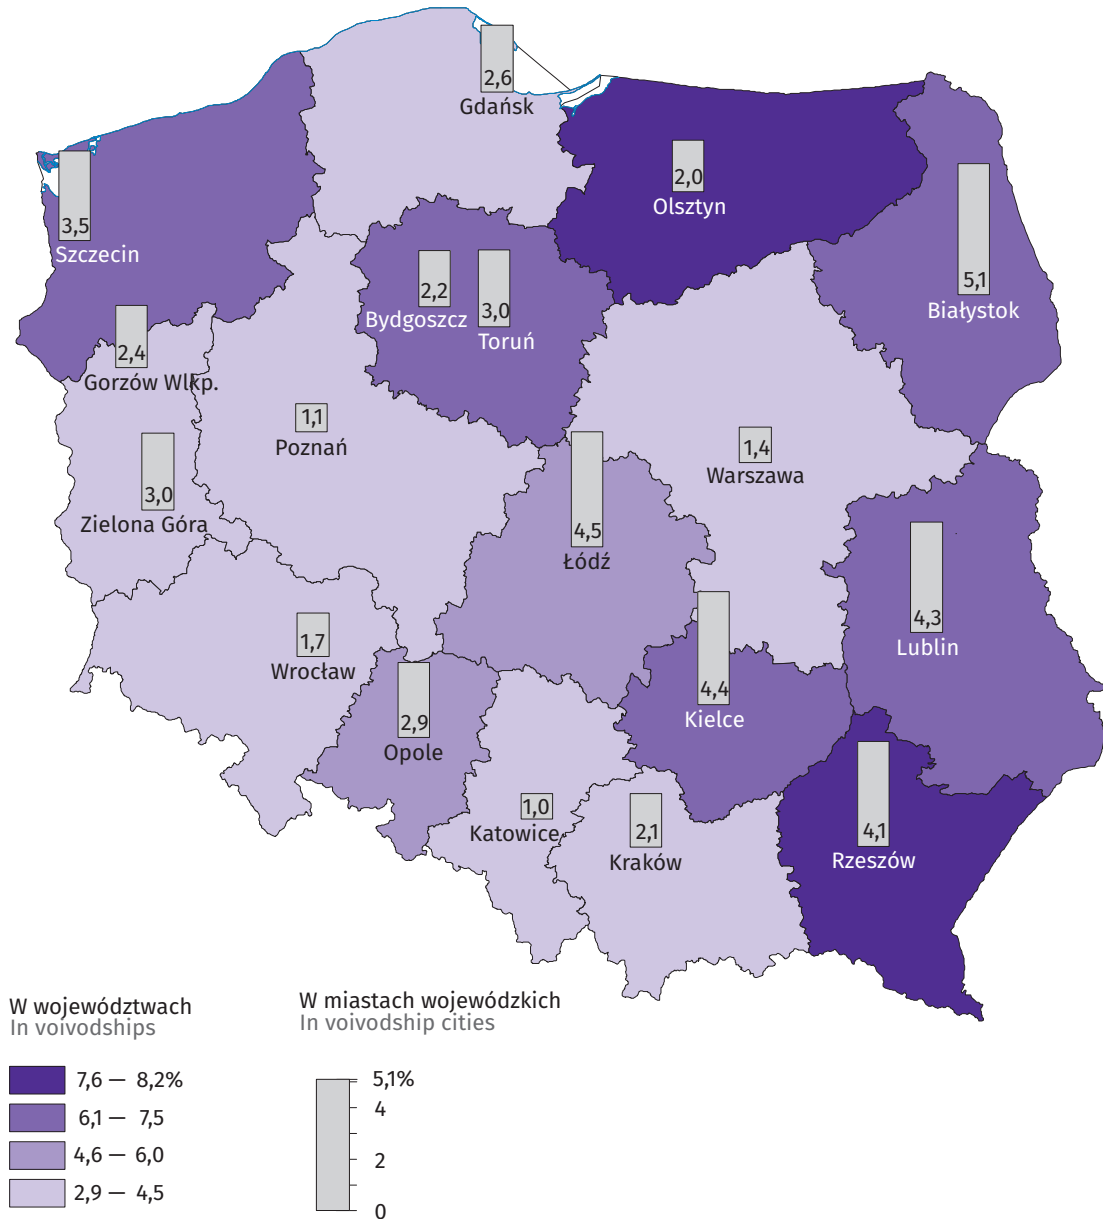 2,6
Gdańsk
2,0
Olsztyn
3,5
Szczecin
5,1
Białystok
2,2
Bydgoszcz
3,0
Toruń
2,4
Gorzów Wlkp.
1,1
Poznań
1,4
Warszawa
3,0
Zielona Góra
4,5
Łódź
4,3
Lublin
1,7
Wrocław
4,4
Kielce
2,9
Opole
1,0
Katowice
2,1
Kraków
4,1
Rzeszów
W województwach
In voivodships
7,6 — 8,2%
6,1 — 7,5
4,6 — 6,0
2,9 — 4,5
W miastach wojewódzkich
In voivodship cities
5,1%
4
2
0